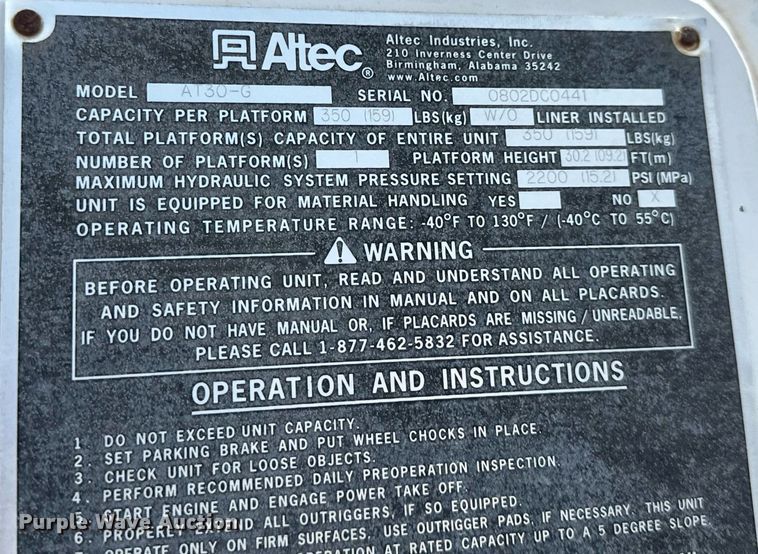 Altec®
Altec Industries, Inc.
210 Inverness Center Drive
Birmingham, Alabama 35242
www.Altec.com
MODEL AT30-G SERIAL NO. 0802DC0441
CAPACITY PER PLATFORM 350 (159) LBS(kg) W/O LINER INSTALLED
TOTAL PLATFORM(S) CAPACITY OF ENTIRE UNIT 350 (159) LBS(kg)
NUMBER OF PLATFORM(S) 1 PLATFORM HEIGHT 30.2 (09.2) FT(m)
MAXIMUM HYDRAULIC SYSTEM PRESSURE SETTING 2200 (15.2) PSI (MPa)
UNIT IS EQUIPPED FOR MATERIAL HANDLING YES NO X
OPERATING TEMPERATURE RANGE: -40°F TO 130°F / (-40°C TO 55°C)
WARNING
BEFORE OPERATING UNIT, READ AND UNDERSTAND ALL OPERATING
AND SAFETY INFORMATION IN MANUAL AND ON ALL PLACARDS.
IF YOU DO NOT HAVE MANUAL OR, IF PLACARDS ARE MISSING/UNREADABLE,
PLEASE CALL 1-877-462-5832 FOR ASSISTANCE.
OPERATION AND INSTRUCTIONS
1. DO NOT EXCEED UNIT CAPACITY.
2. SET PARKING BRAKE AND PUT WHEEL CHOCKS IN PLACE.
3. CHECK UNIT FOR LOOSE OBJECTS.
4. PERFORM RECOMMENDED DAILY PREOPERATION INSPECTION.
START ENGINE AND ENGAGE POWER TAKE OFF.
6. PROPERLY EXTEND ALL OUTRIGGERS, IF SO EQUIPPED.
OPERATE ONLY ON FIRM SURFACES, USE OUTRIGGER PADS, IF NECESSARY. THIS UNIT
OPERATION AT RATED CAPACITY UP TO A 5 DEGREE SLOPE
Purple Wave Auction